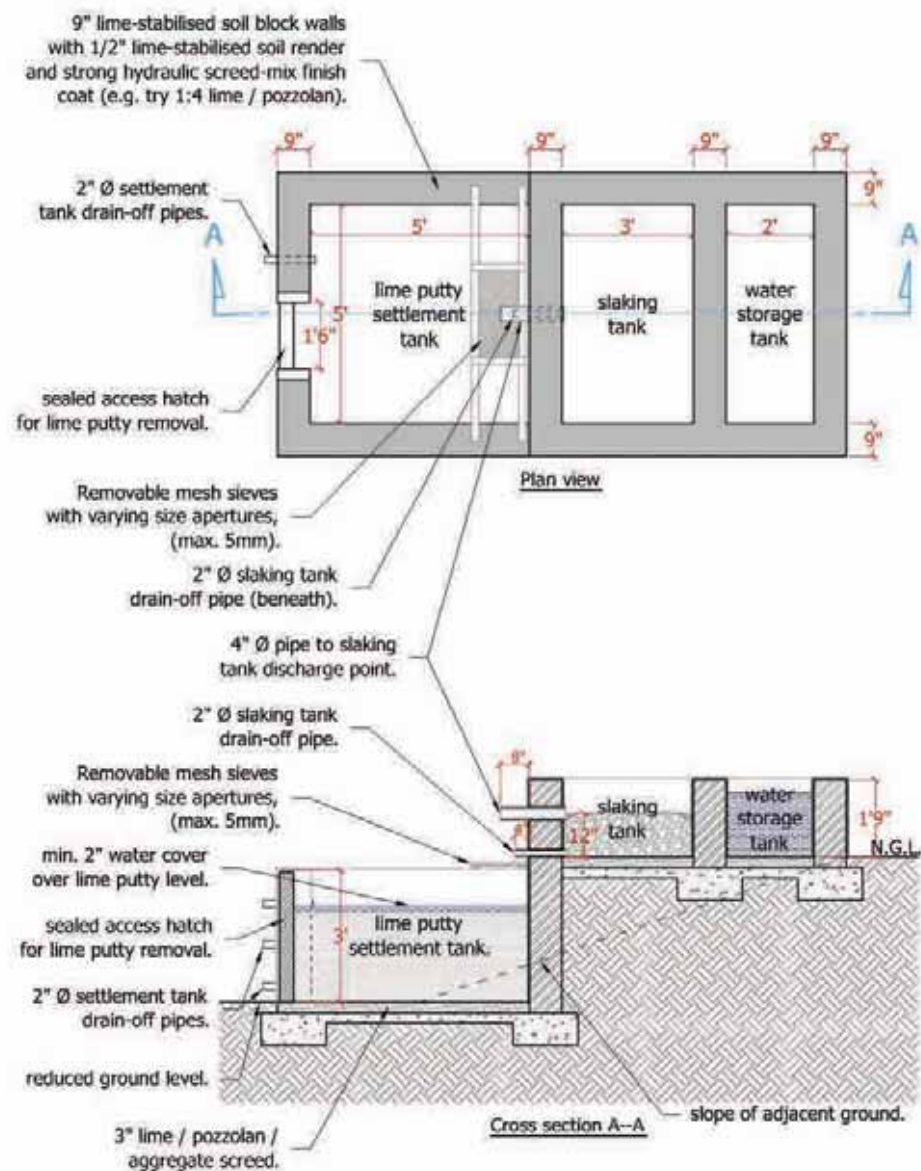 9" lime-stabilised soil block walls
with 1/2" lime-stabilised soil render
and strong hydraulic screed-mix finish
coat (e.g. try 1:4 lime / pozzolan).
9"
9"
9"
9"
2" Ø settlement
tank drain-off pipes.
9"
A
A
5'
3'
2'
lime putty
settlement
tank
slaking
tank
water
storage
tank
5'
1'6"
sealed access hatch
for lime putty removal.
9"
Plan view
Removable mesh sieves
with varying size apertures,
(max. 5mm).
2" Ø slaking tank
drain-off pipe (beneath).
4" Ø pipe to slaking
tank discharge point.
2" Ø slaking tank
drain-off pipe.
Removable mesh sieves
with varying size apertures,
(max. 5mm).
slaking
tank
12"
water
storage
tank
1'9"
N.G.L.
min. 2" water cover
over lime putty level.
sealed access hatch
for lime putty removal.
3'
lime putty
settlement tank.
2" Ø settlement tank
drain-off pipes.
reduced ground level.
3" lime / pozzolan /
aggregate screed.
Cross section A--A
slope of adjacent ground.